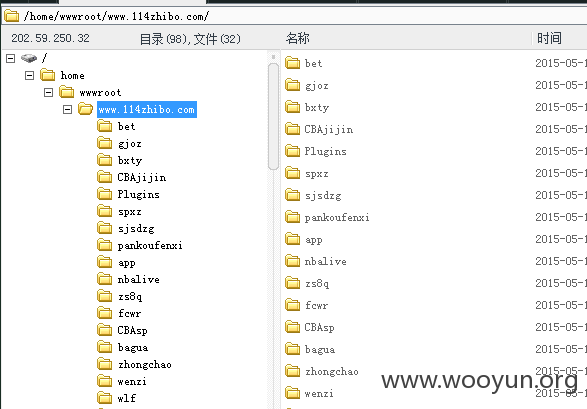 /home/wwwroot/www.114zhibo.com/
202.59.250.32 目录(98),文件(32) 名称 时间
/
home
wwwroot
www.114zhibo.com
bet
gjoz
bxty
CBAjijin
Plugins
spxz
sjsdzg
pankoufenxi
app
nbalive
zs8q
fcwr
CBAsp
bagua
zhongchao
wenzi
wlf
bet 2015-05-1
gjoz 2015-05-1
bxty 2015-05-1
CBAjijin 2015-05-1
Plugins 2015-05-1
spxz 2015-05-1
sjsdzg 2015-05-1
pankoufenxi 2015-05-1
app 2015-05-1
nbalive 2015-05-1
zs8q 2015-05-1
fcwr 2015-05-1
CBAsp 2015-05-1
bagua 2015-05-1
zhongchao 2015-05-1
wenzi 2015-05-1
www.wooyun.org